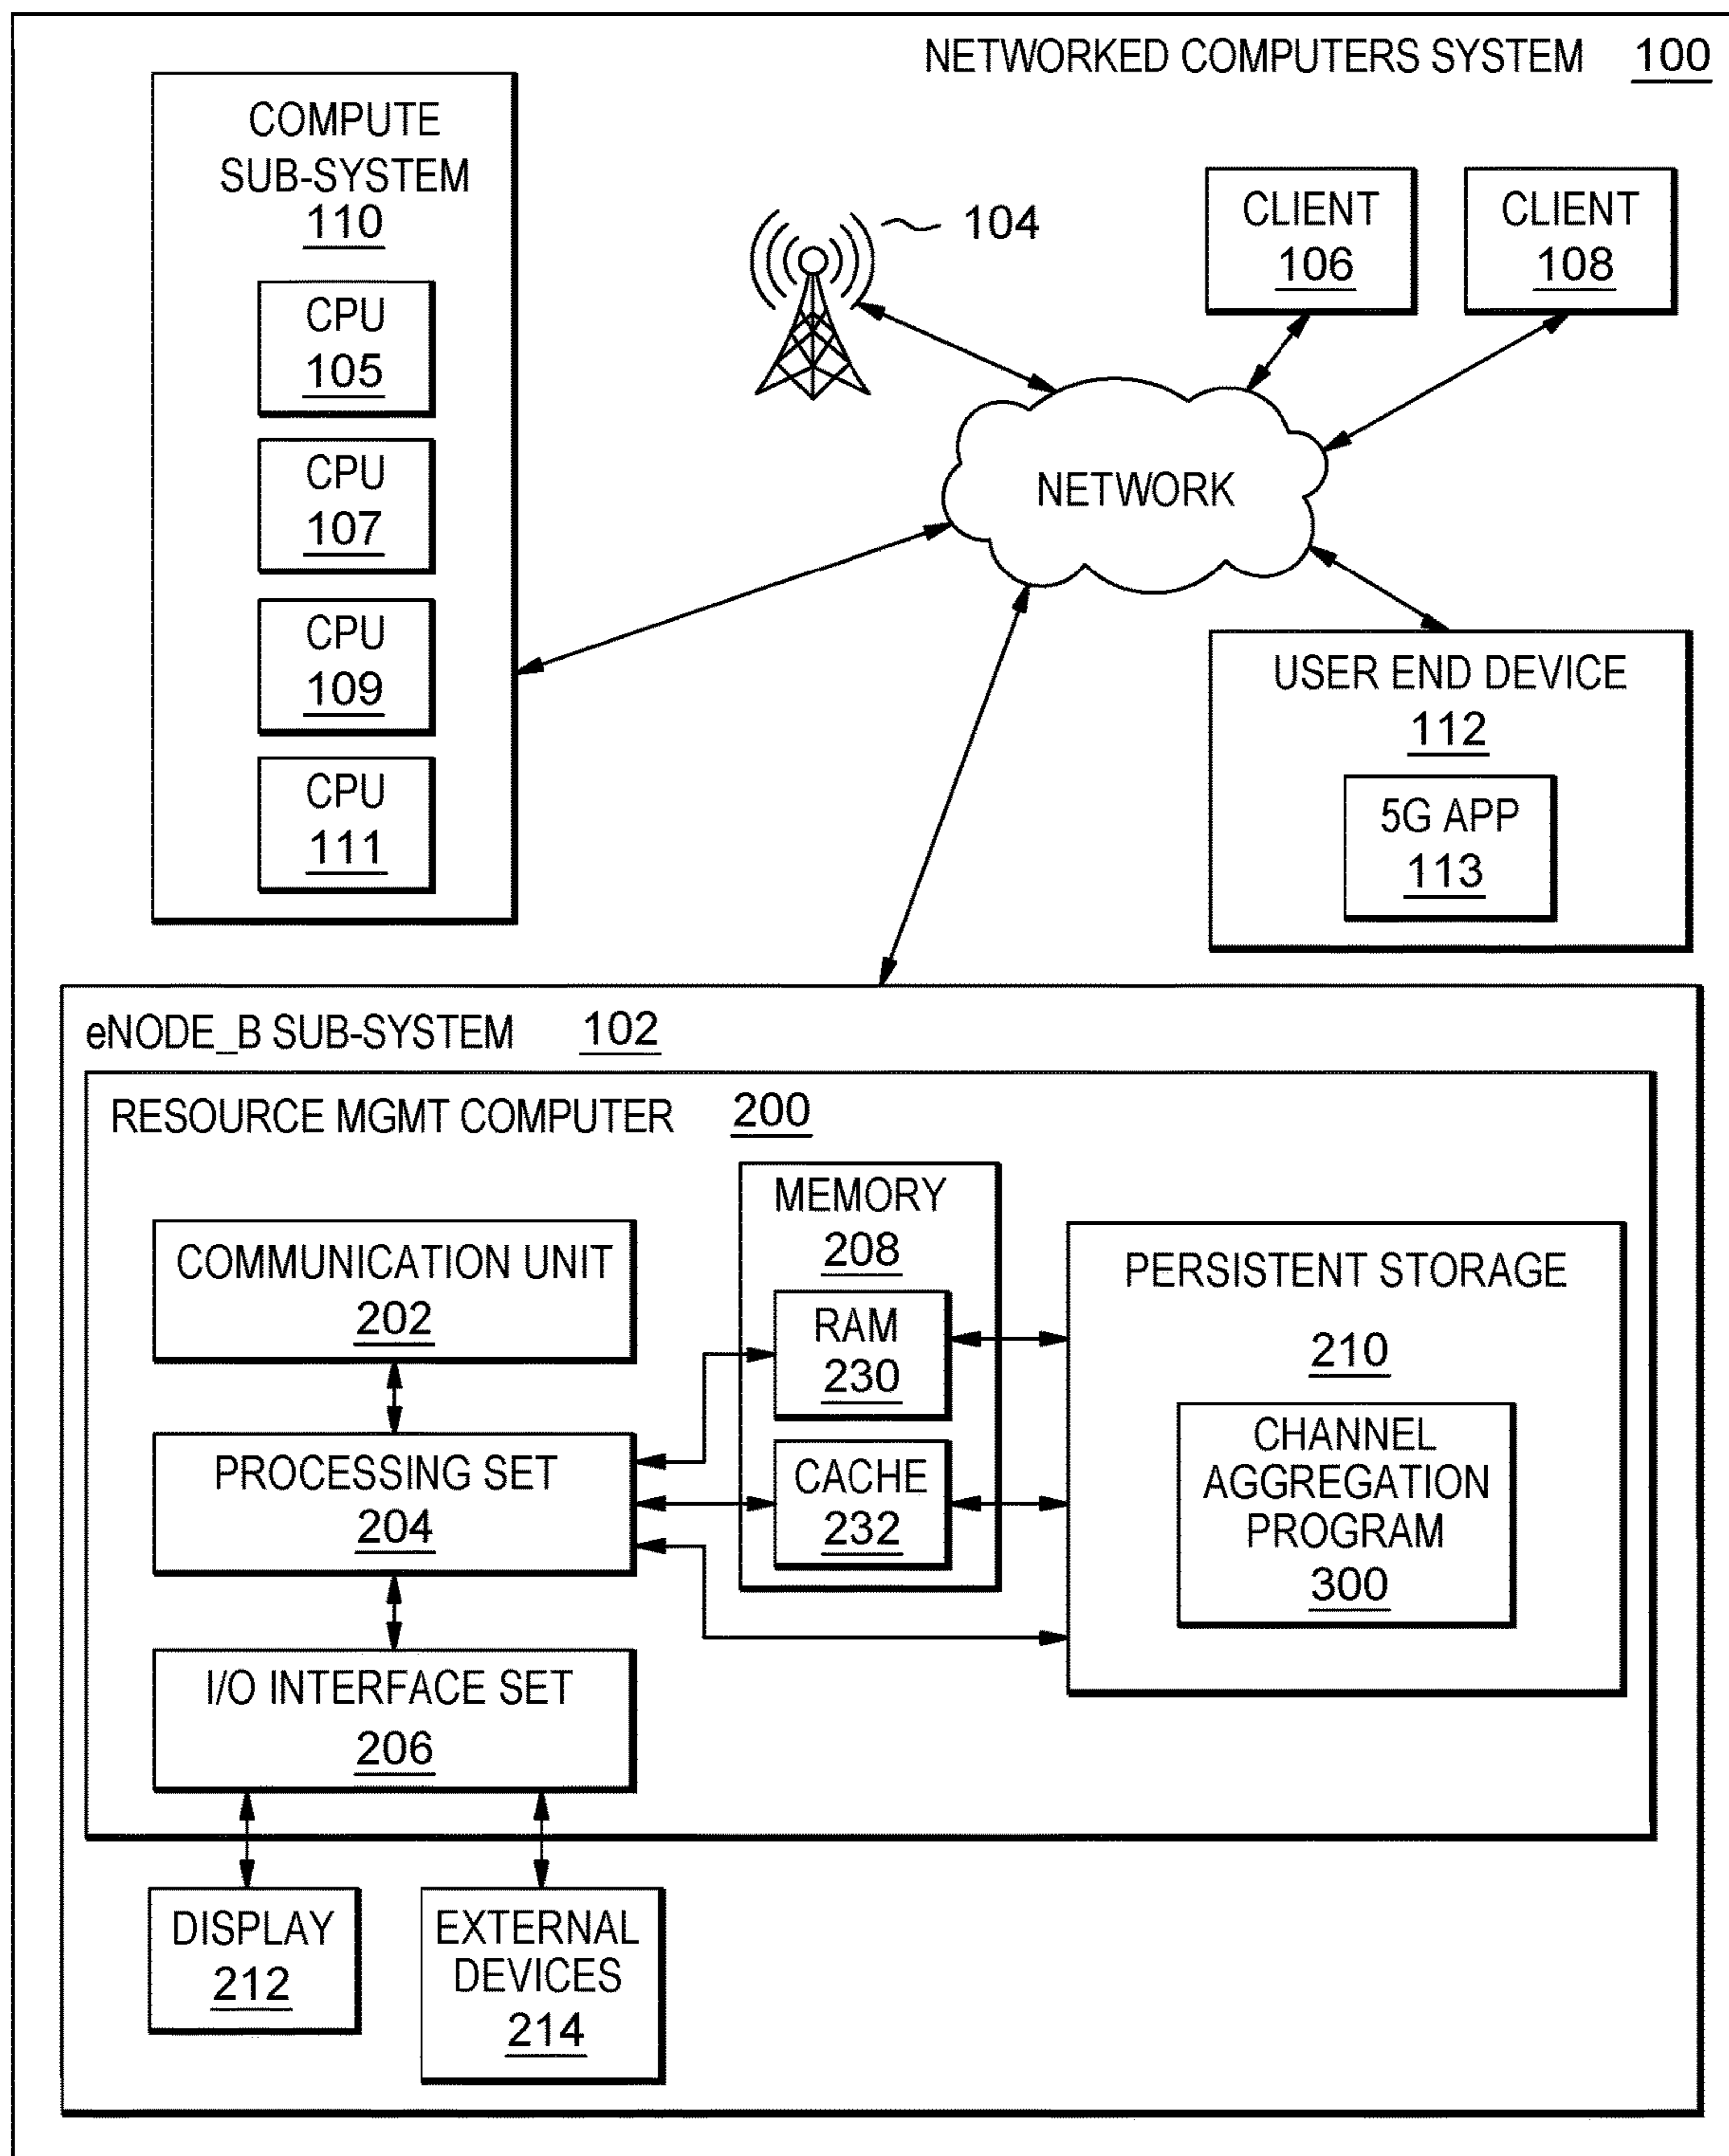 NETWORKED COMPUTERS SYSTEM 100
COMPUTE
SUB-SYSTEM
110
CPU
105
CPU
107
CPU
109
CPU
111
104
CLIENT
106
CLIENT
108
NETWORK
USER END DEVICE
112
5G APP
113
eNODE_B SUB-SYSTEM 102
RESOURCE MGMT COMPUTER 200
COMMUNICATION UNIT
202
PROCESSING SET
204
I/O INTERFACE SET
206
MEMORY
208
RAM
230
CACHE
232
PERSISTENT STORAGE
210
CHANNEL
AGGREGATION
PROGRAM
300
DISPLAY
212
EXTERNAL
DEVICES
214